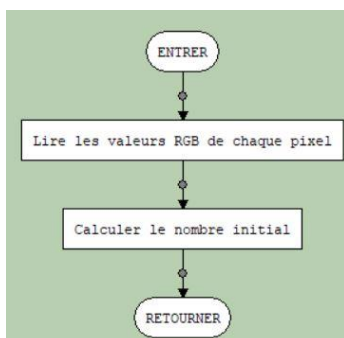 ENTRER
Lire les valeurs RGB de chaque pixel
Calculer le nombre initial
RETOURNER